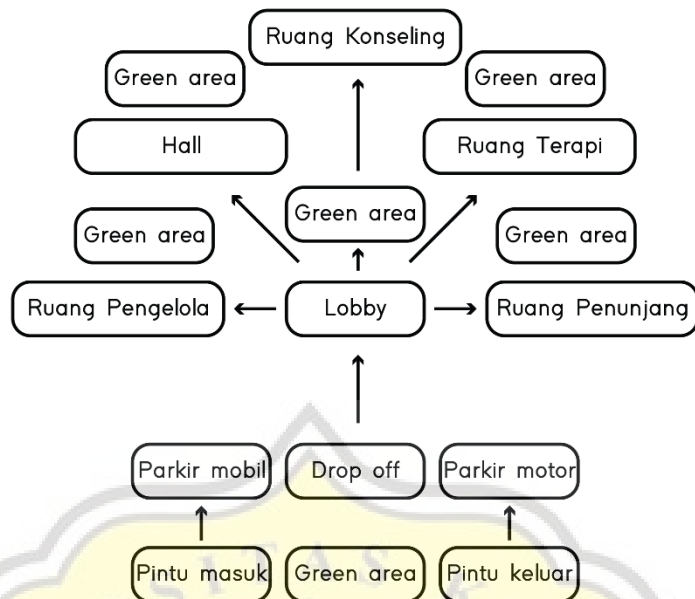 Ruang Konseling
Green area
Green area
Hall
Ruang Terapi
Green area
Green area
Green area
Ruang Pengelola
Lobby
Ruang Penunjang
Parkir mobil
Drop off
Parkir motor
Pintu masuk
Green area
Pintu keluar